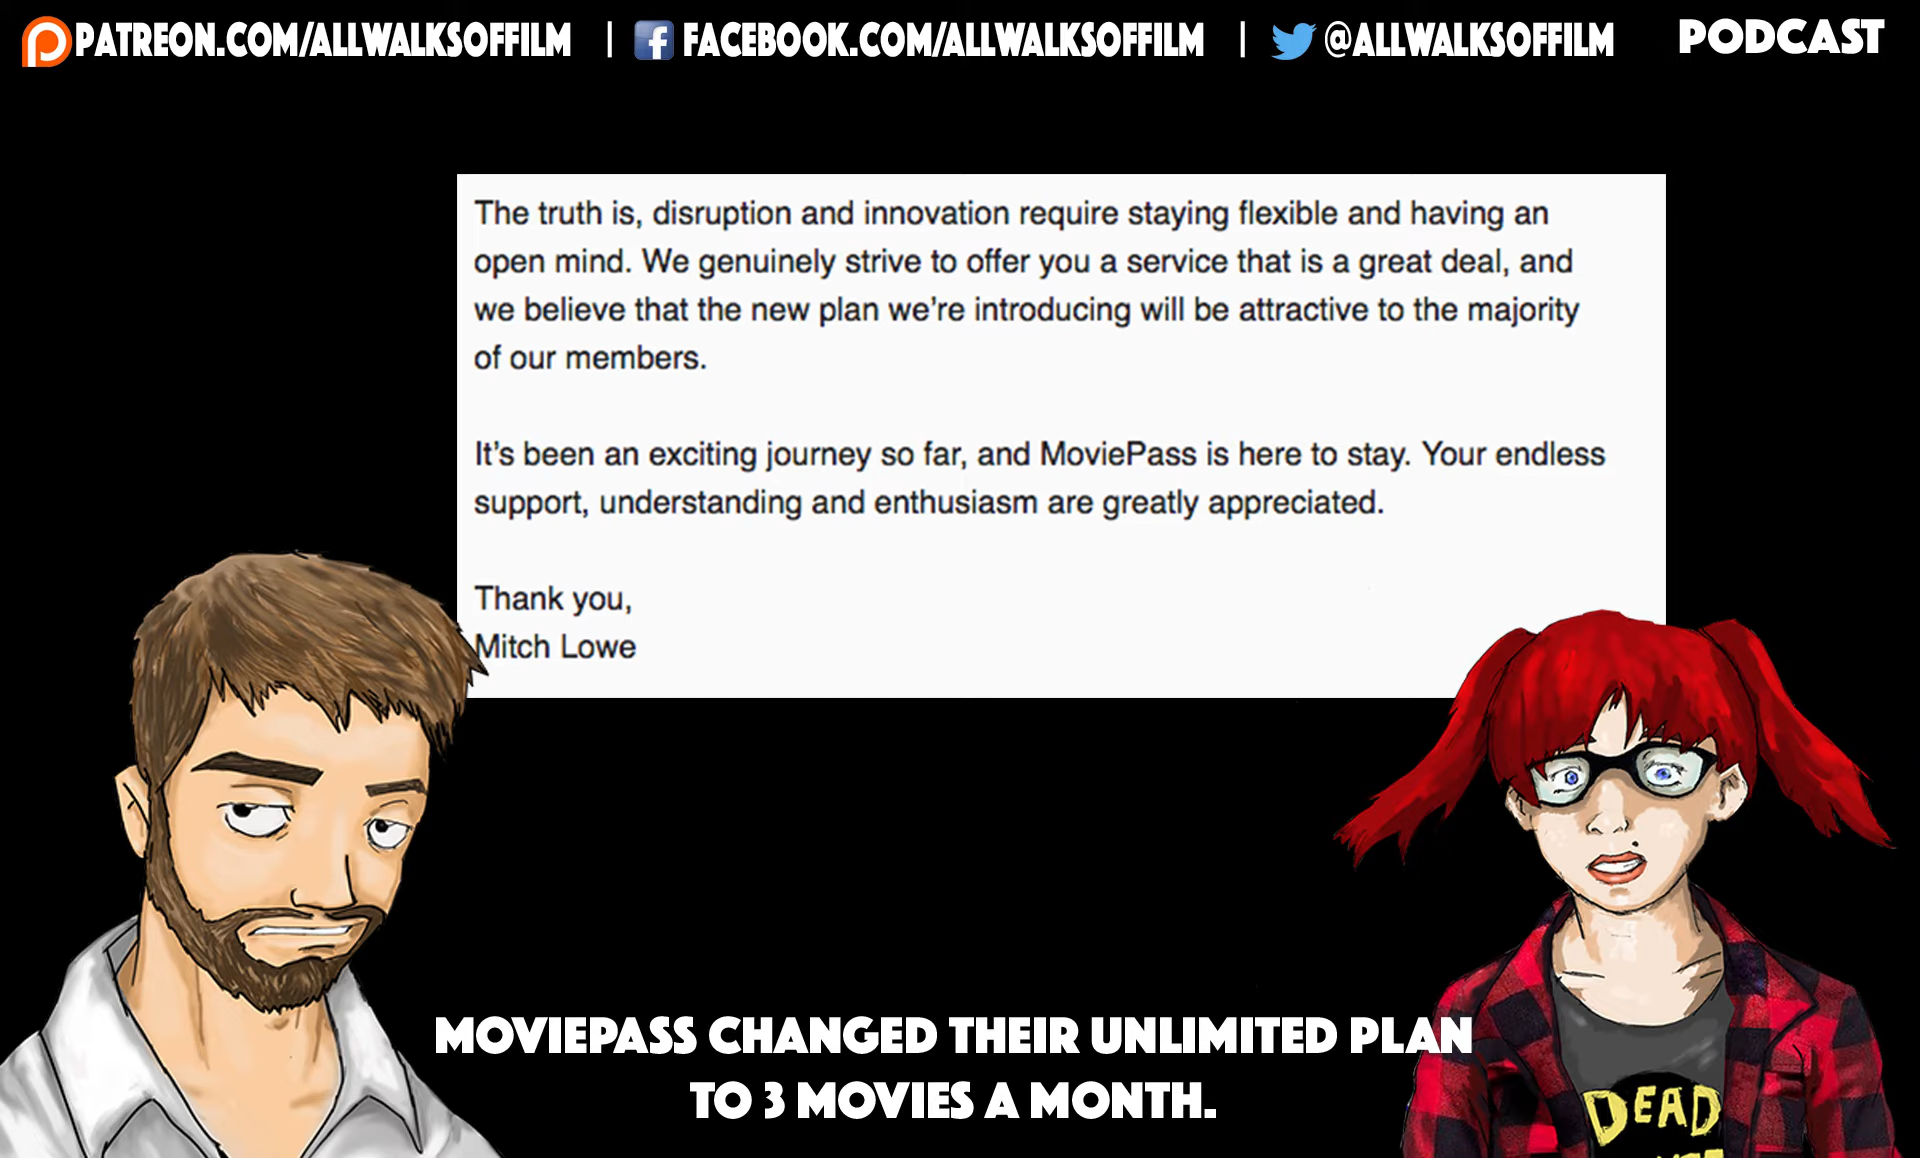 PATREON.COM/ALLWALKSOFFILM | FACEBOOK.COM/ALLWALKSOFFILM | @ALLWALKSOFFILM PODCAST
The truth is, disruption and innovation require staying flexible and having an
open mind. We genuinely strive to offer you a service that is a great deal, and
we believe that the new plan we're introducing will be attractive to the majority
of our members.
It's been an exciting journey so far, and MoviePass is here to stay. Your endless
support, understanding and enthusiasm are greatly appreciated.
Thank you,
Mitch Lowe
MOVIEPASS CHANGED THEIR UNLIMITED PLAN
TO 3 MOVIES A MONTH.
DEAD